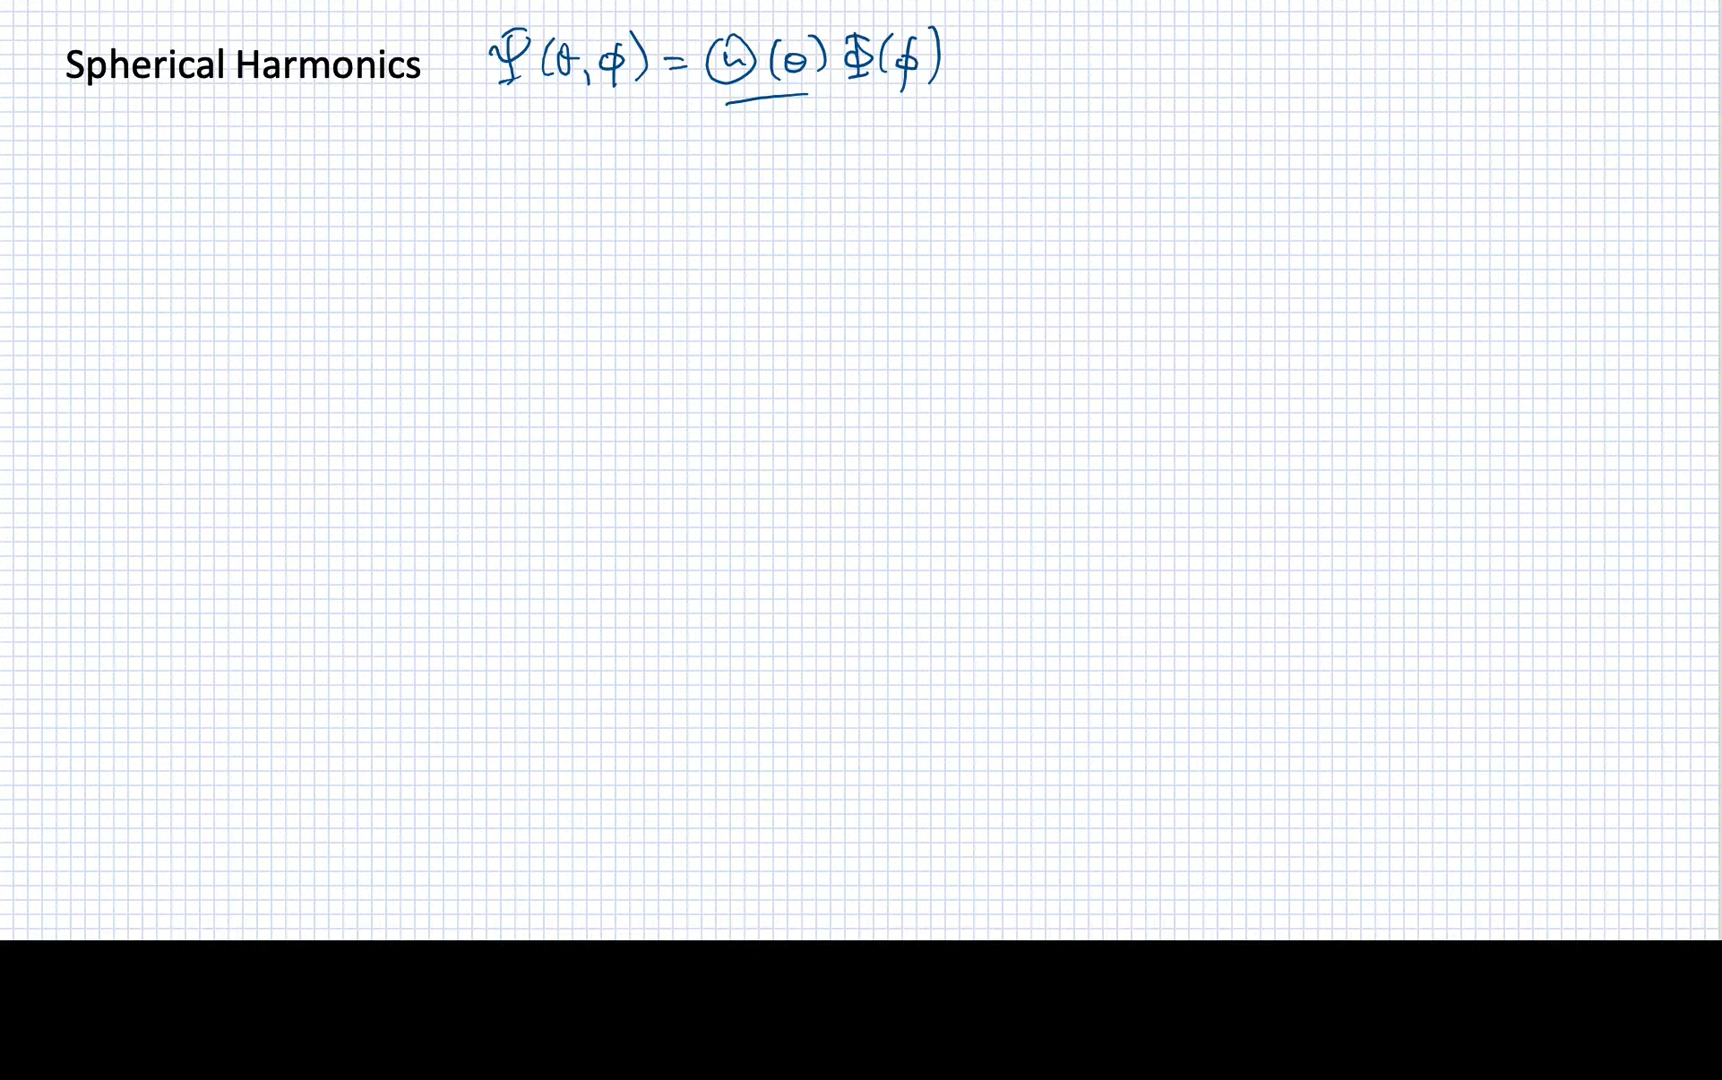 Spherical Harmonics Ψ(θ,φ) = Θ(θ) Φ(φ)